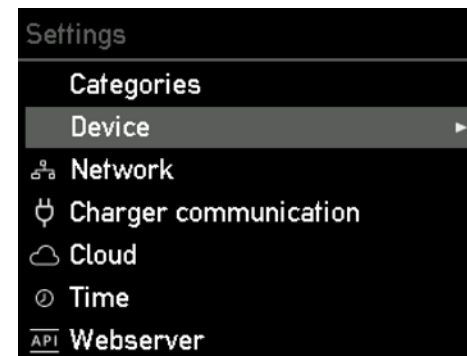 Settings
Categories
Device
Network
Charger communication
Cloud
Time
API Webserver